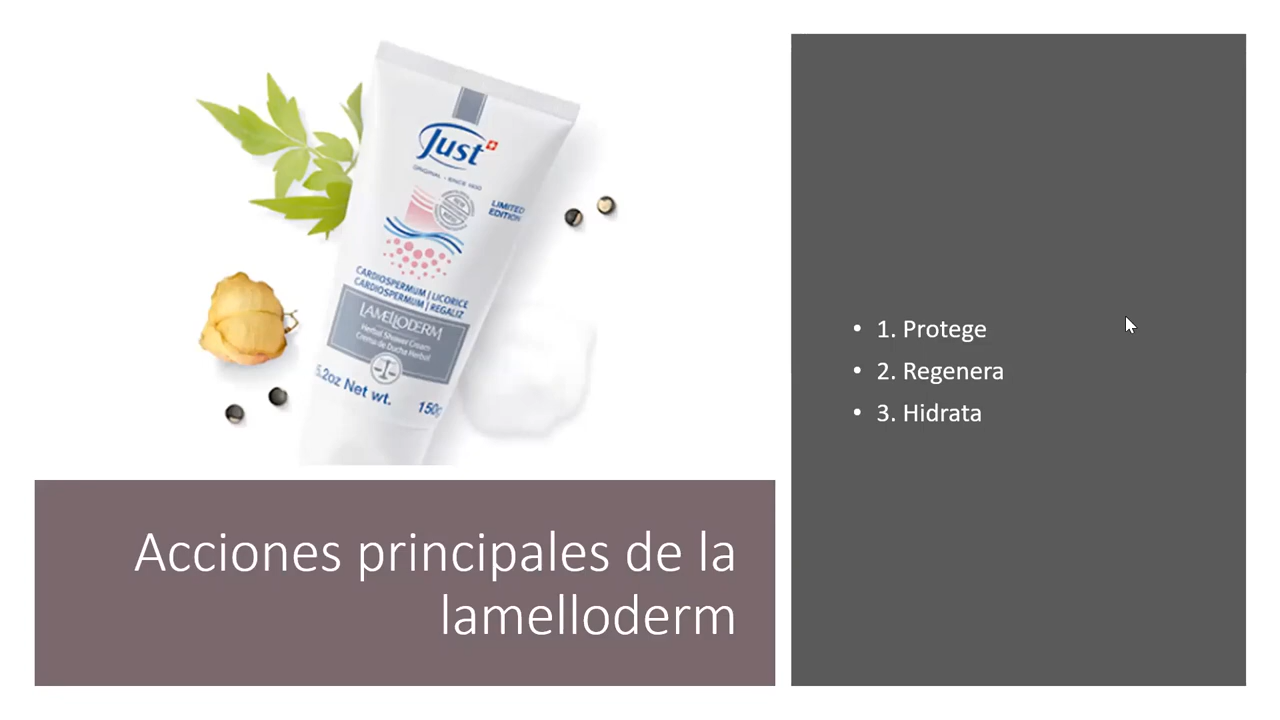 Just
ORIGINAL - SINCE 1930
LIMITED
EDITION
CARDIOSPERMUM | LICORICE
CARDIOSPERMUM | REGALIZ
LAMELLODERM
Herbal Shower Cream
Crema de Ducha Herbal
5.2oz Net wt.
150g
Acciones principales de la
lamelloderm
• 1. Protege
• 2. Regenera
• 3. Hidrata